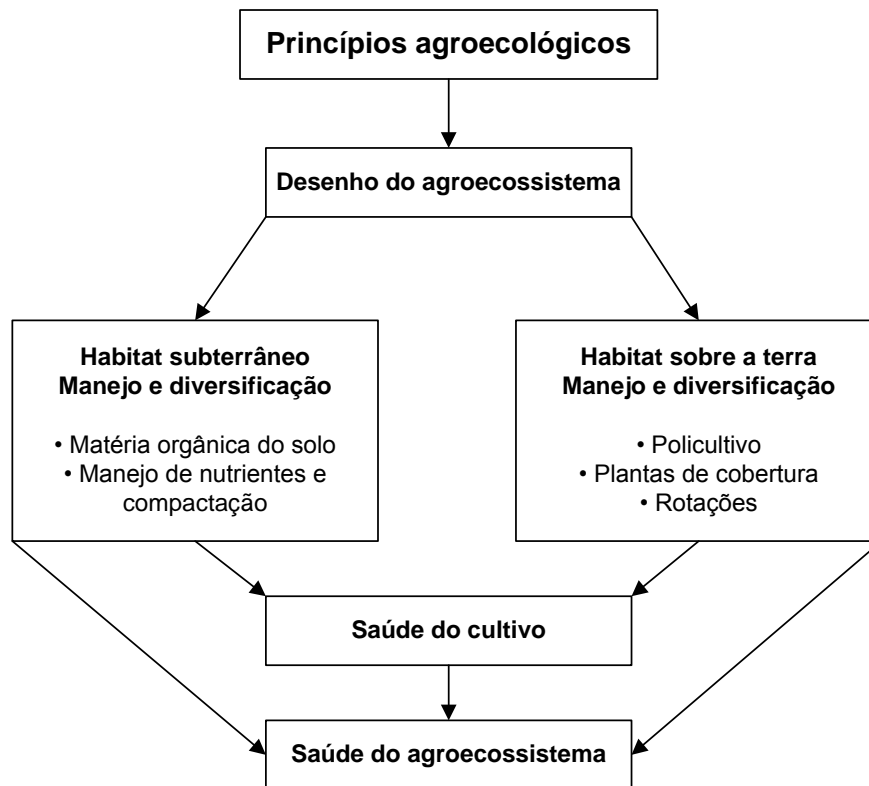 Princípios agroecológicos
Desenho do agroecossistema
Habitat subterrâneo
Manejo e diversificação
• Matéria orgânica do solo
• Manejo de nutrientes e
compactação
Habitat sobre a terra
Manejo e diversificação
• Policultivo
• Plantas de cobertura
• Rotações
Saúde do cultivo
Saúde do agroecossistema